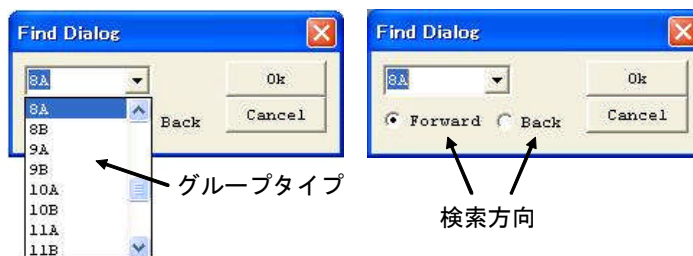 Find Dialog
8A
Ok
Cancel
Back
8A
8B
9A
9B
10A
10B
11A
11B
グループタイプ
Find Dialog
8A
Ok
Cancel
Forward
Back
検索方向